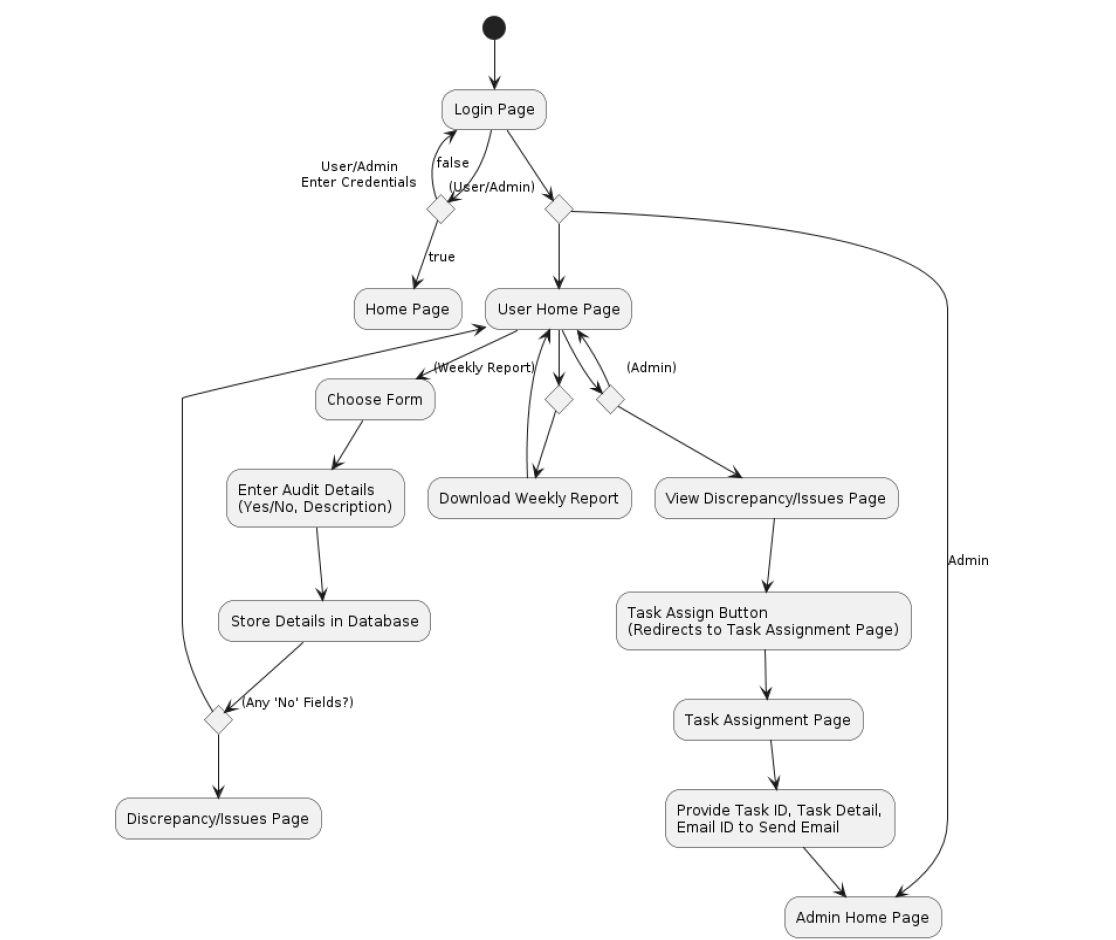 Login Page
User/Admin
Enter Credentials
false
(User/Admin)
true
Home Page
User Home Page
(Weekly Report)
(Admin)
Choose Form
Enter Audit Details
(Yes/No, Description)
Download Weekly Report
View Discrepancy/Issues Page
Admin
Store Details in Database
Task Assign Button
(Redirects to Task Assignment Page)
(Any 'No' Fields?)
Task Assignment Page
Discrepancy/Issues Page
Provide Task ID, Task Detail,
Email ID to Send Email
Admin Home Page